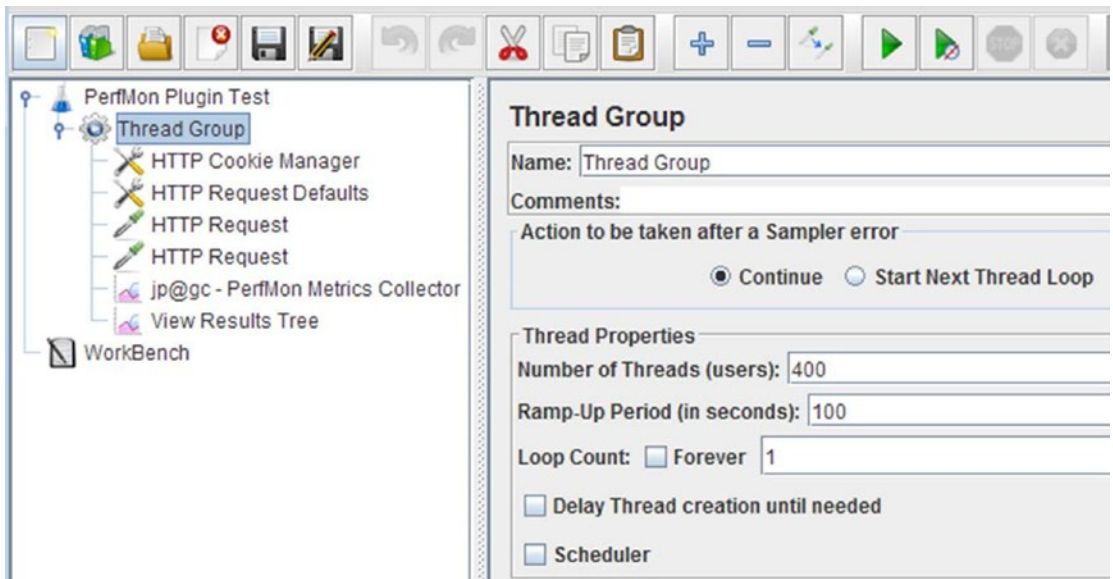 STOP
PerfMon Plugin Test
Thread Group
HTTP Cookie Manager
HTTP Request Defaults
HTTP Request
HTTP Request
jp@gc - PerfMon Metrics Collector
View Results Tree
WorkBench
Thread Group
Name: Thread Group
Comments:
Action to be taken after a Sampler error
Continue Start Next Thread Loop
Thread Properties
Number of Threads (users): 400
Ramp-Up Period (in seconds): 100
Loop Count: Forever 1
Delay Thread creation until needed
Scheduler